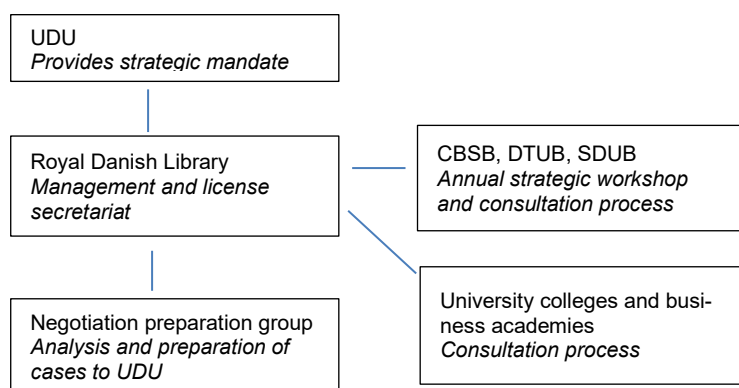 UDU
Provides strategic mandate
Royal Danish Library
Management and license
secretariat
CBSB, DTUB, SDUB
Annual strategic workshop
and consultation process
Negotiation preparation group
Analysis and preparation of
cases to UDU
University colleges and busi-
ness academies
Consultation process